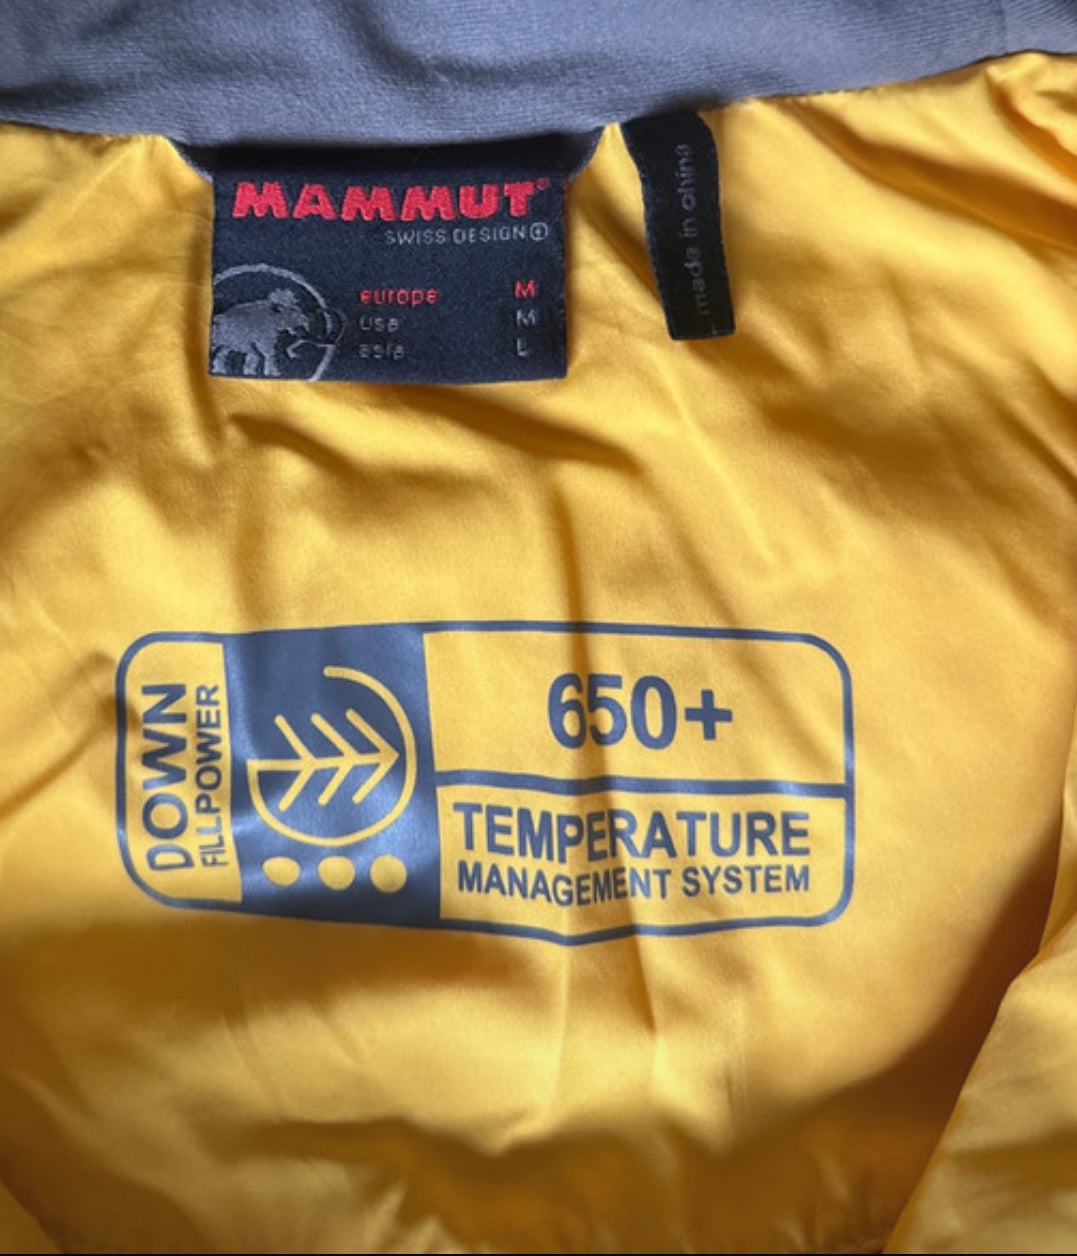 MAMMUT®
SWISS DESIGN
europe M
usa M
asia L
made in china
DOWN
FILLPOWER
650+
TEMPERATURE
MANAGEMENT SYSTEM